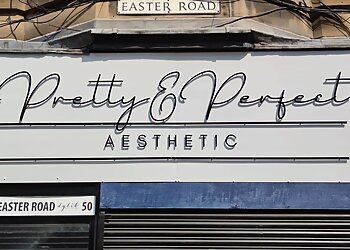 EASTER ROAD
Pretty & Perfect
AESTHETIC
EASTER ROAD 50